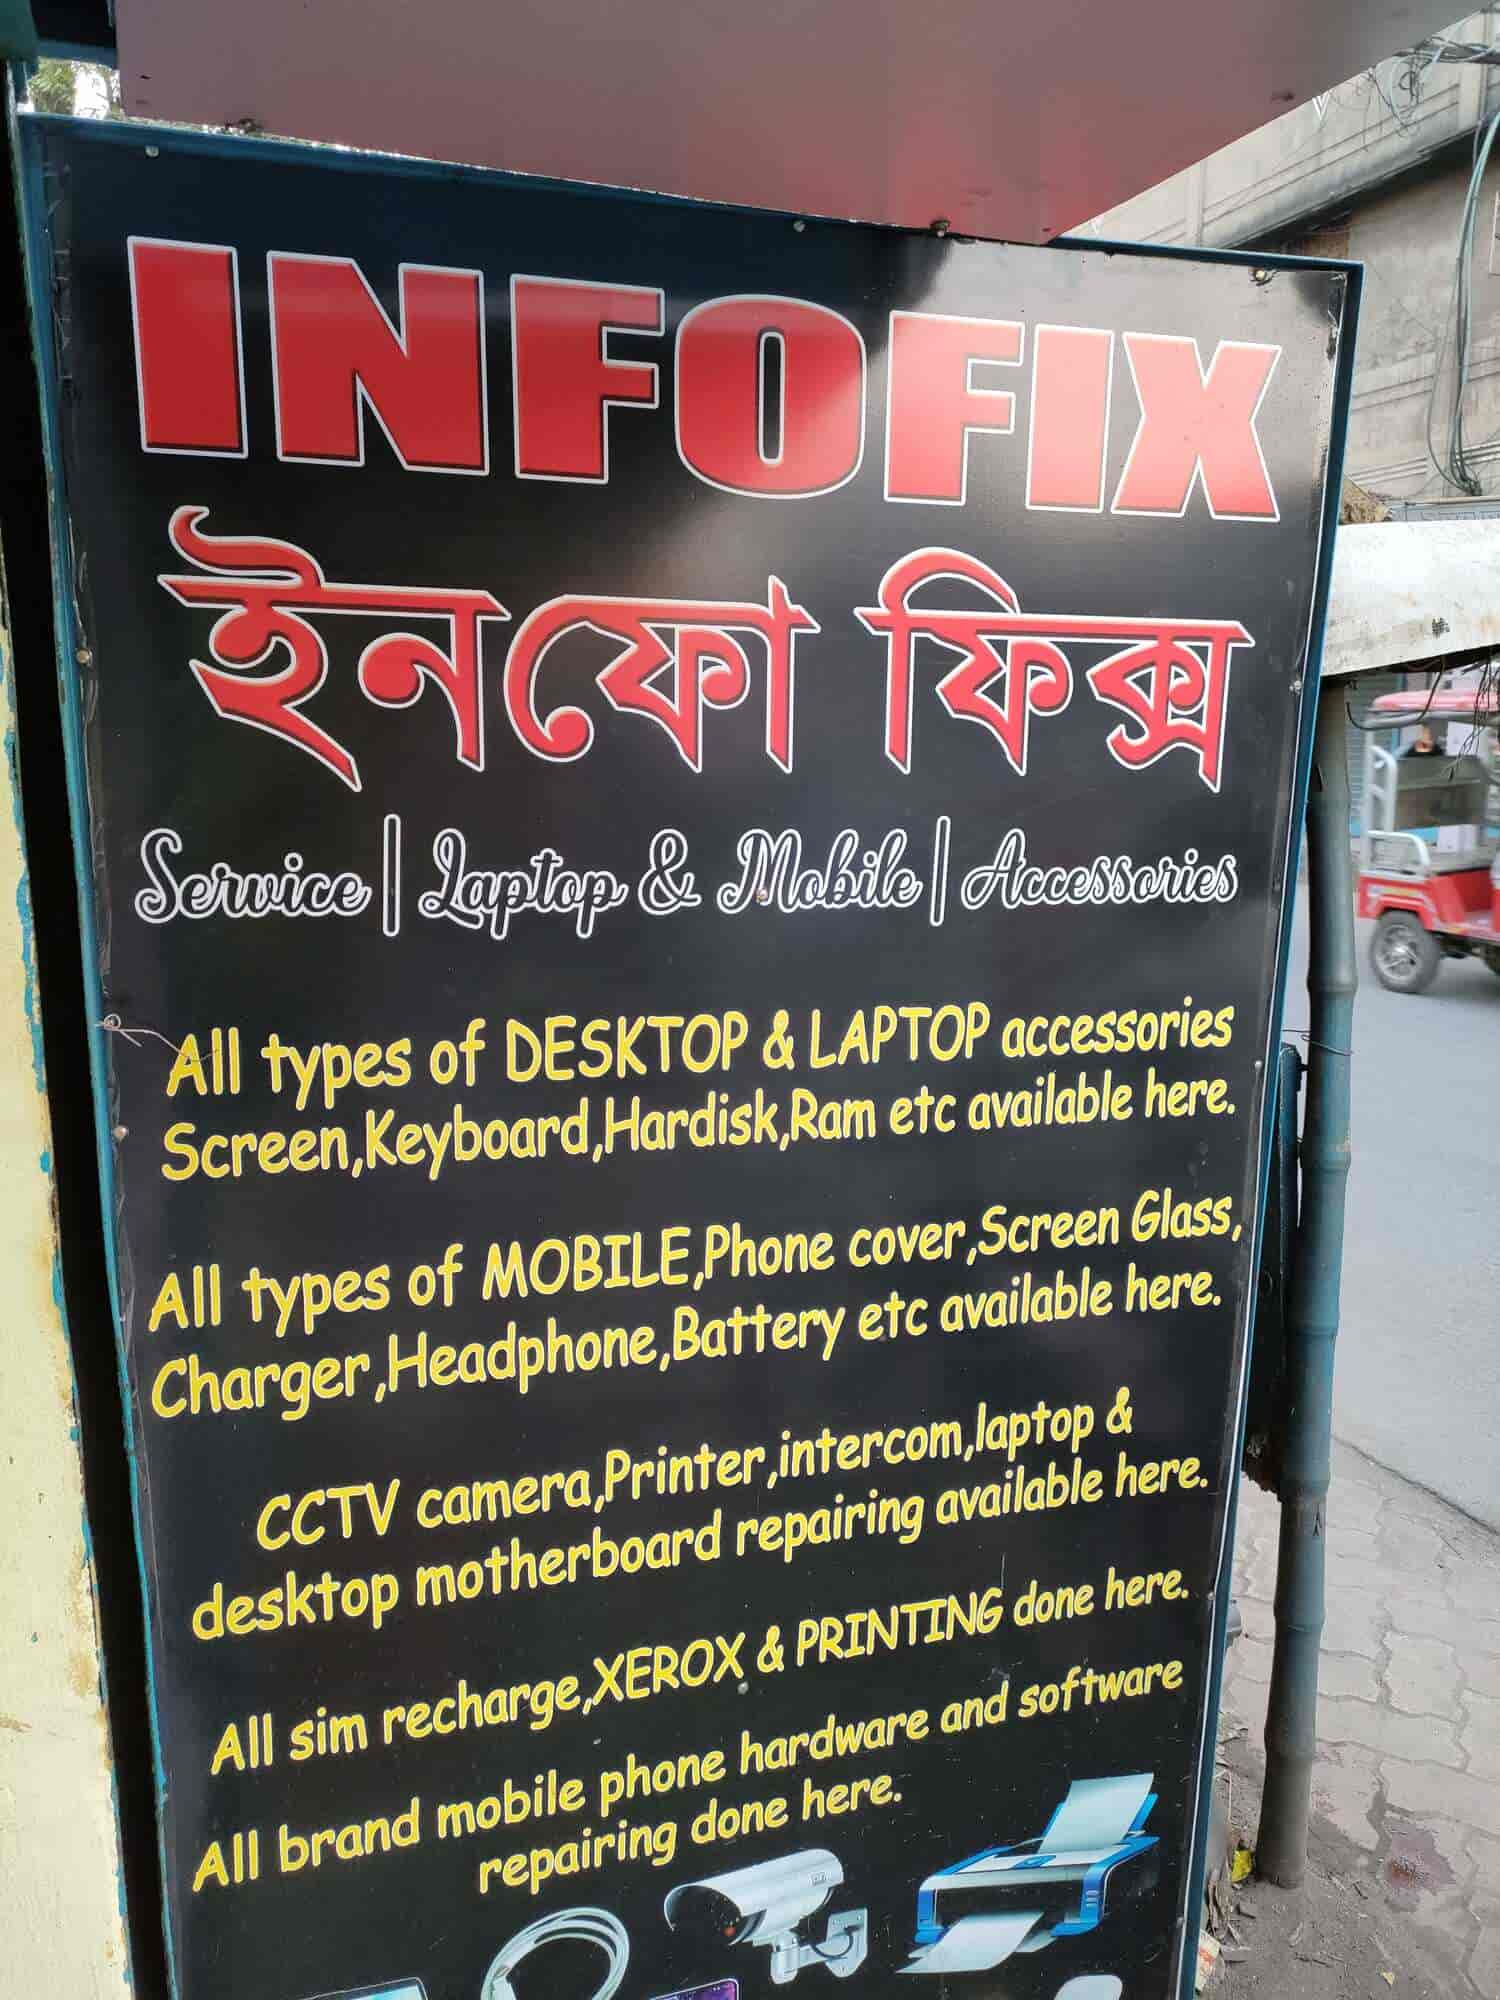 INFOFIX
ইনফো ফিক্স
Service | Laptop & Mobile | Accessories
All types of DESKTOP & LAPTOP accessories
Screen,Keyboard,Hardisk,Ram etc available here.
All types of MOBILE,Phone cover,Screen Glass,
Charger,Headphone,Battery etc available here.
CCTV camera,Printer,intercom,laptop &
desktop motherboard repairing available here.
All sim recharge,XEROX & PRINTING done here.
All brand mobile phone hardware and software
repairing done here.